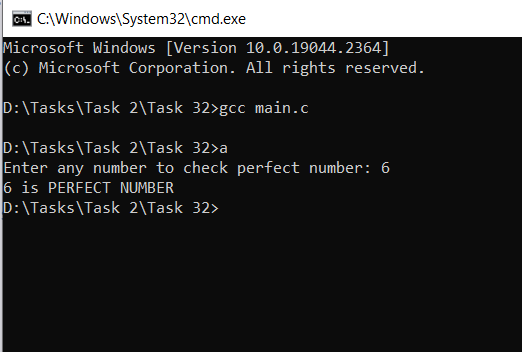 C:\Windows\System32\cmd.exe
Microsoft Windows [Version 10.0.19044.2364]
(c) Microsoft Corporation. All rights reserved.
D:\Tasks\Task 2\Task 32>gcc main.c
D:\Tasks\Task 2\Task 32>a
Enter any number to check perfect number: 6
6 is PERFECT NUMBER
D:\Tasks\Task 2\Task 32>